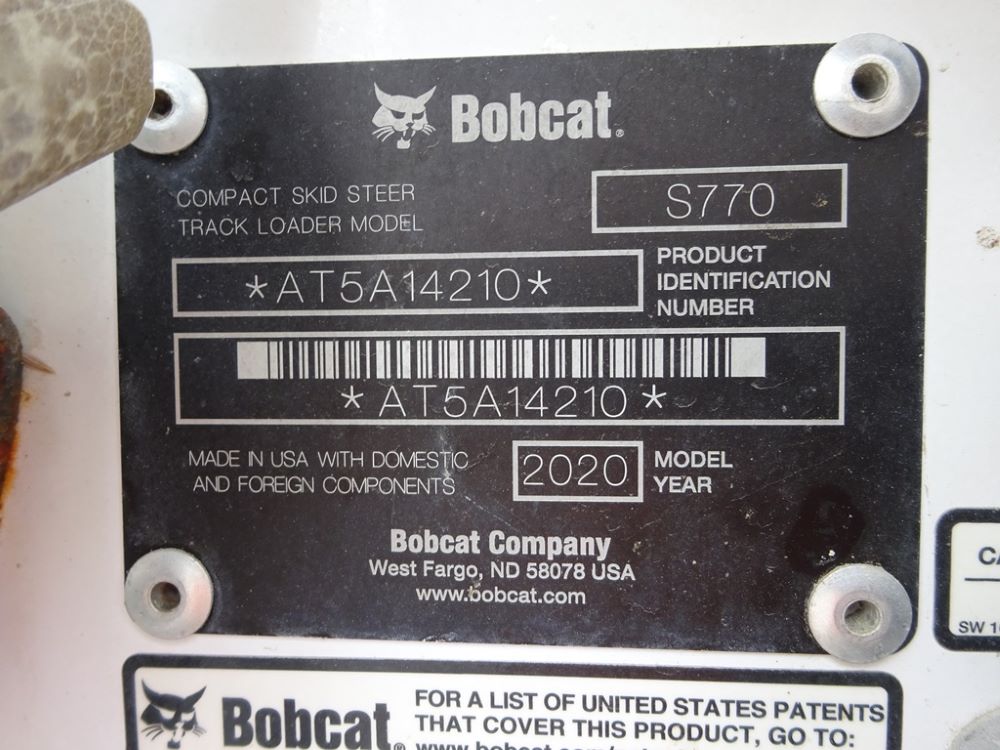 Bobcat®
COMPACT SKID STEER
TRACK LOADER MODEL
S770
*AT5A14210*
PRODUCT
IDENTIFICATION
NUMBER
* AT5A14210 *
MADE IN USA WITH DOMESTIC
AND FOREIGN COMPONENTS
2020
MODEL
YEAR
Bobcat Company
West Fargo, ND 58078 USA
www.bobcat.com
SW
Bobcat®
FOR A LIST OF UNITED STATES PATENTS
THAT COVER THIS PRODUCT, GO TO: